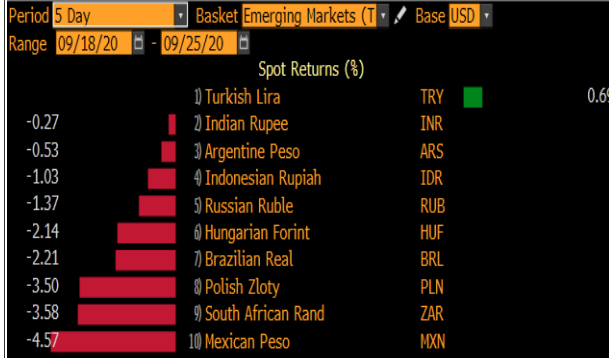 Period 5 Day Basket Emerging Markets (T Base USD
Range 09/18/20 - 09/25/20
Spot Returns (%)
1) Turkish Lira TRY 0.69
-0.27 2) Indian Rupee INR
-0.53 3) Argentine Peso ARS
-1.03 4) Indonesian Rupiah IDR
-1.37 5) Russian Ruble RUB
-2.14 6) Hungarian Forint HUF
-2.21 7) Brazilian Real BRL
-3.50 8) Polish Zloty PLN
-3.58 9) South African Rand ZAR
-4.57 10) Mexican Peso MXN